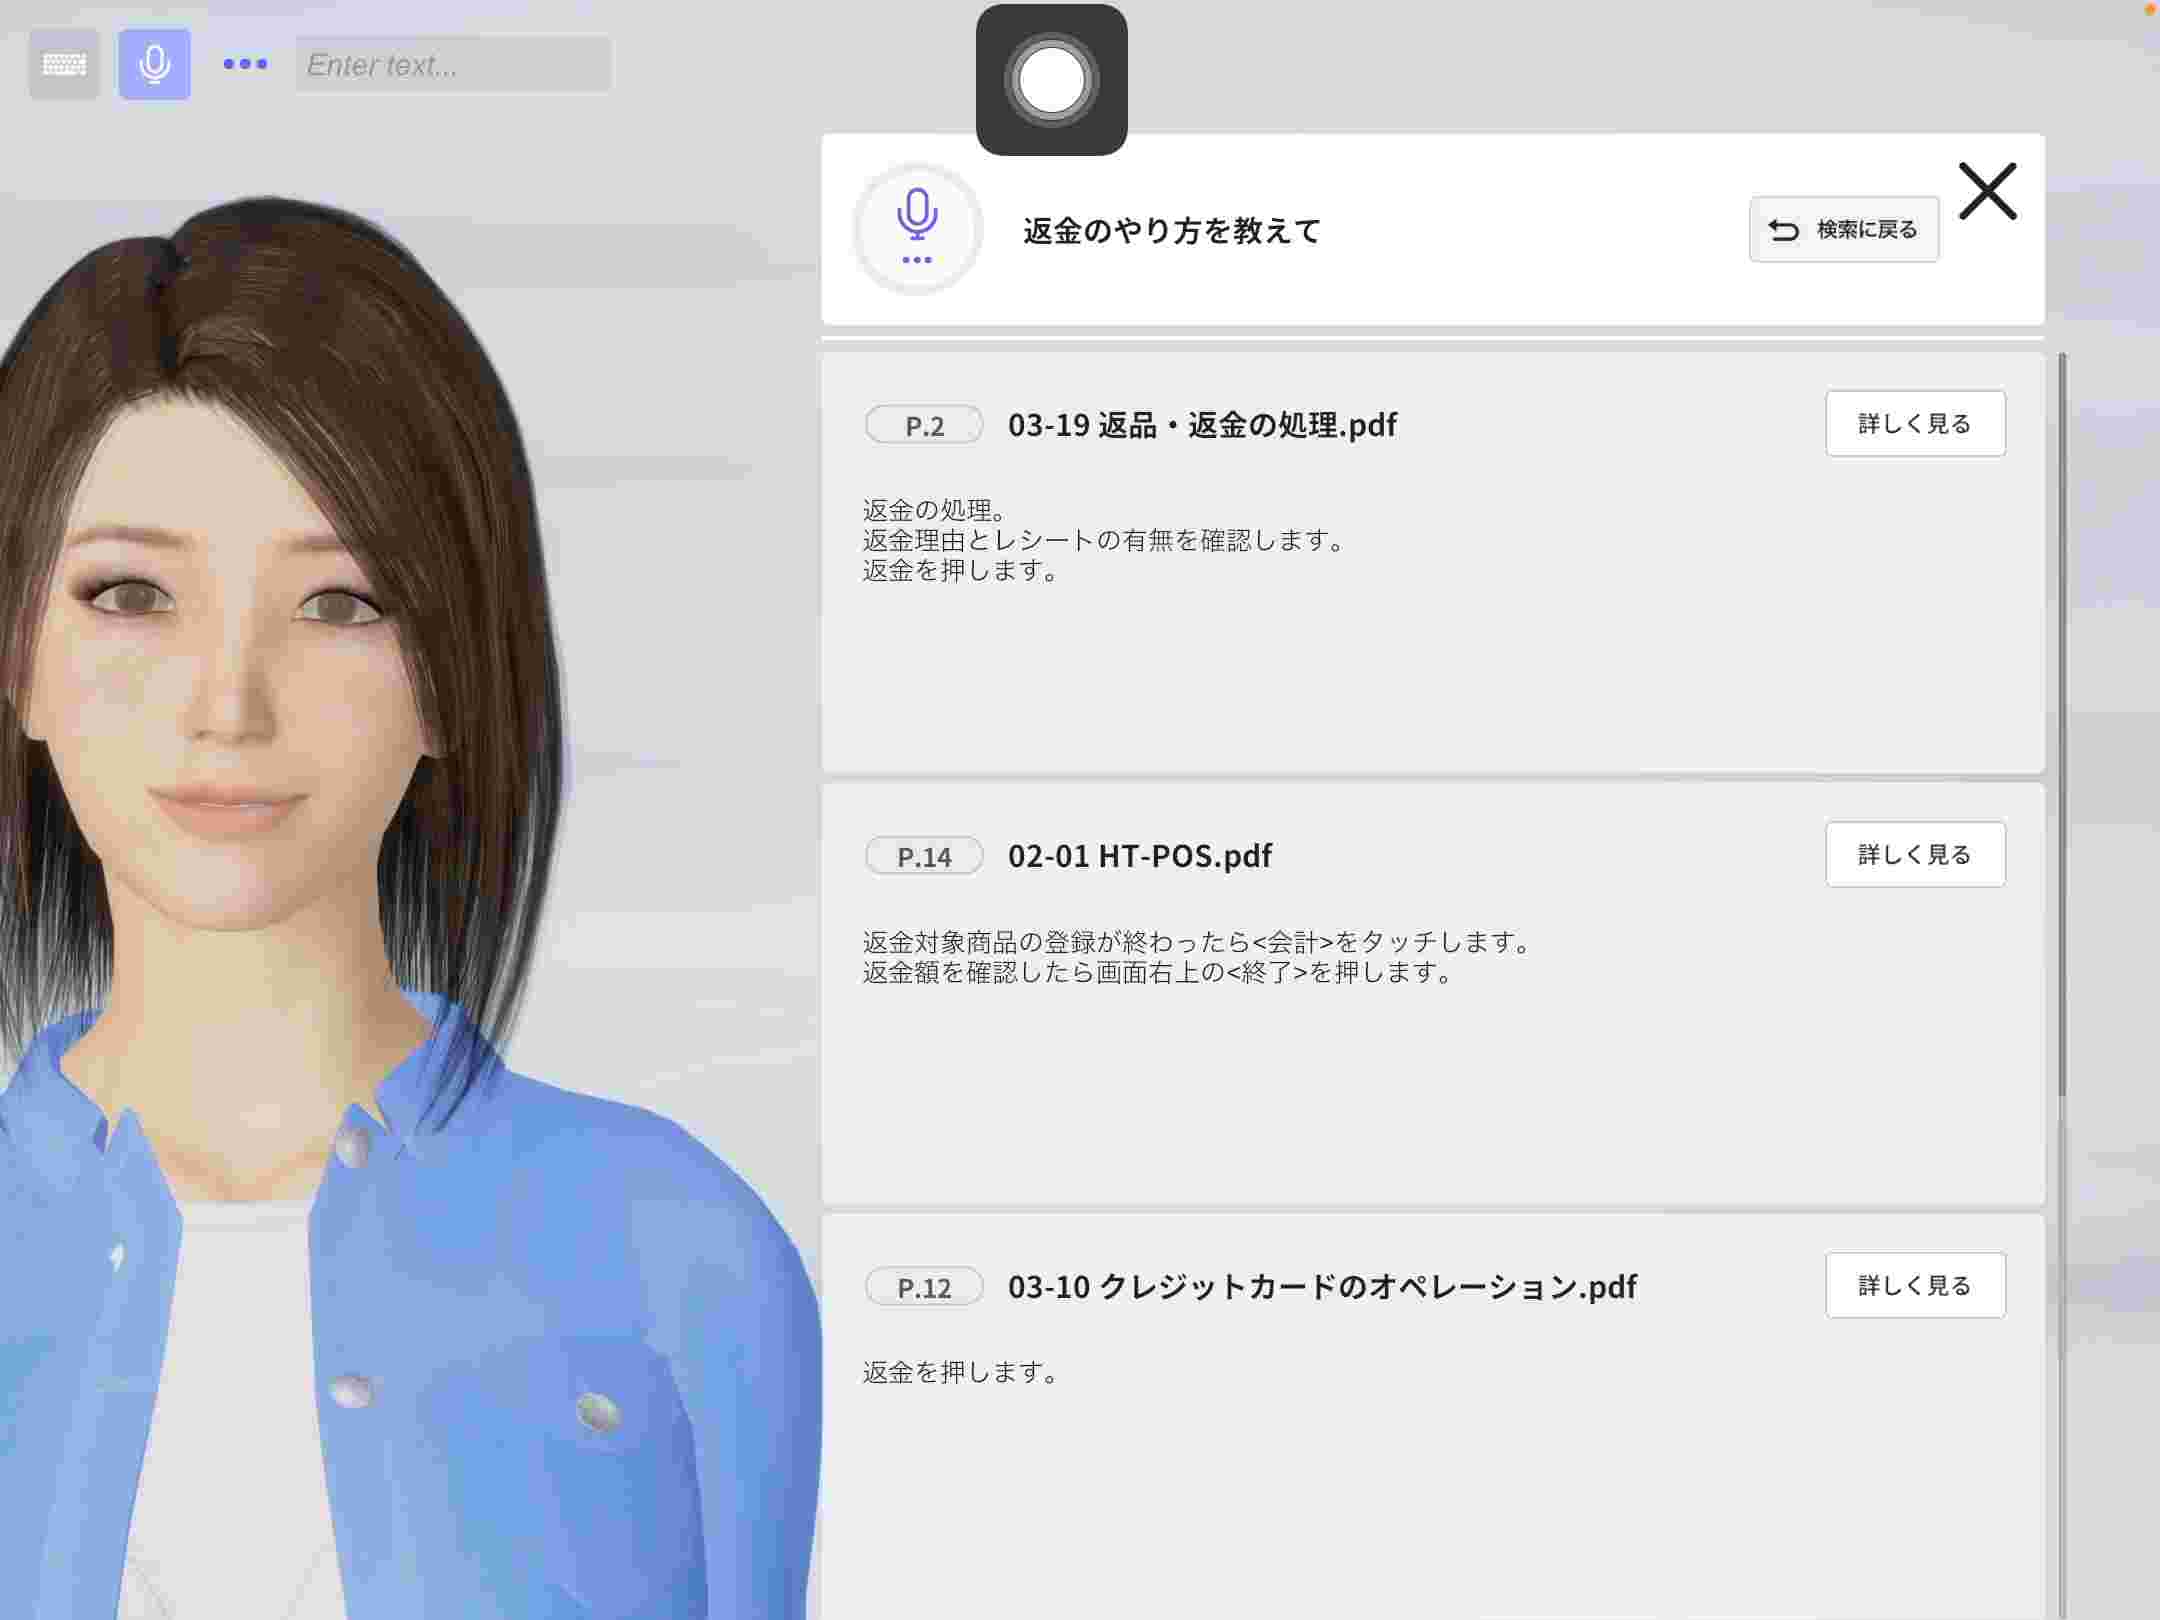 Enter text...
返金のやり方を教えて
検索に戻る
P.2 03-19 返品・返金の処理.pdf 詳しく見る
返金の処理。
返金理由とレシートの有無を確認します。
返金を押します。
P.14 02-01 HT-POS.pdf 詳しく見る
返金対象商品の登録が終わったら<会計>をタッチします。
返金額を確認したら画面右上の<終了>を押します。
P.12 03-10 クレジットカードのオペレーション.pdf 詳しく見る
返金を押します。